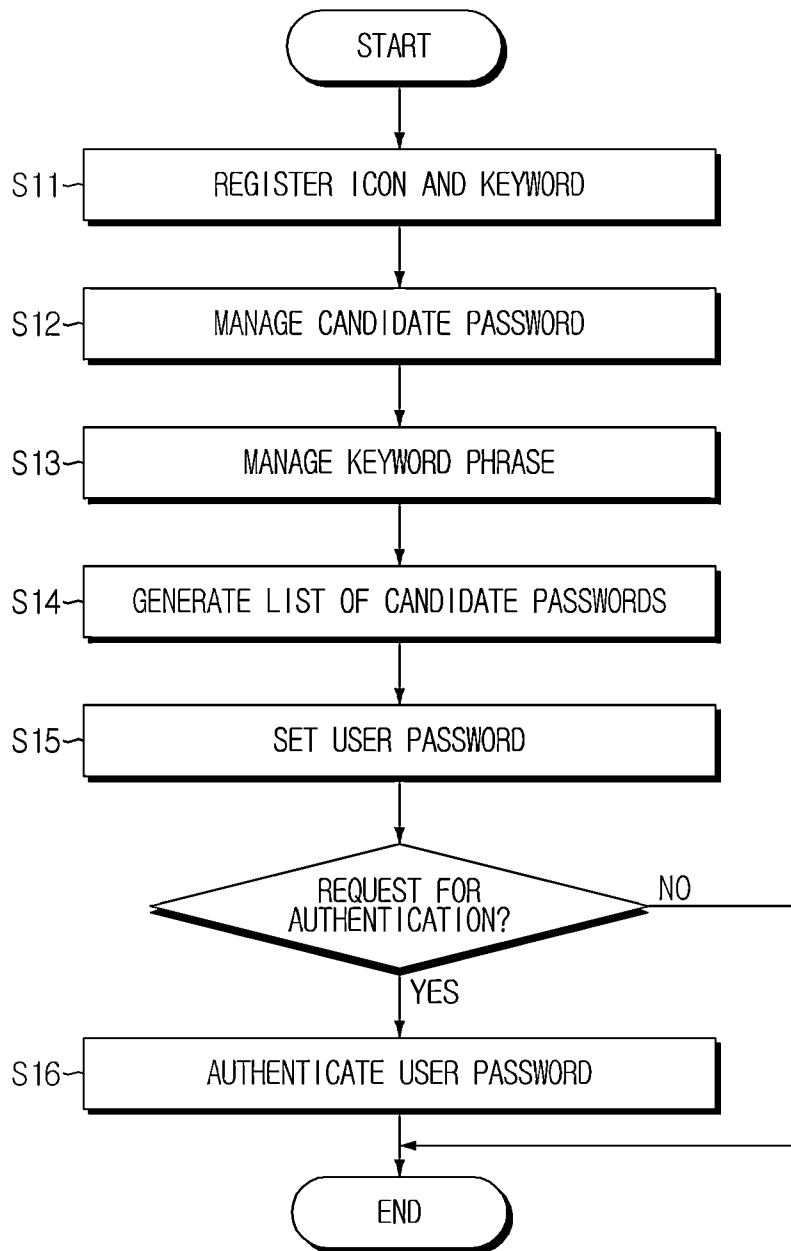 START
S11 REGISTER ICON AND KEYWORD
S12 MANAGE CANDIDATE PASSWORD
S13 MANAGE KEYWORD PHRASE
S14 GENERATE LIST OF CANDIDATE PASSWORDS
S15 SET USER PASSWORD
REQUEST FOR
AUTHENTICATION?
NO
YES
S16 AUTHENTICATE USER PASSWORD
END